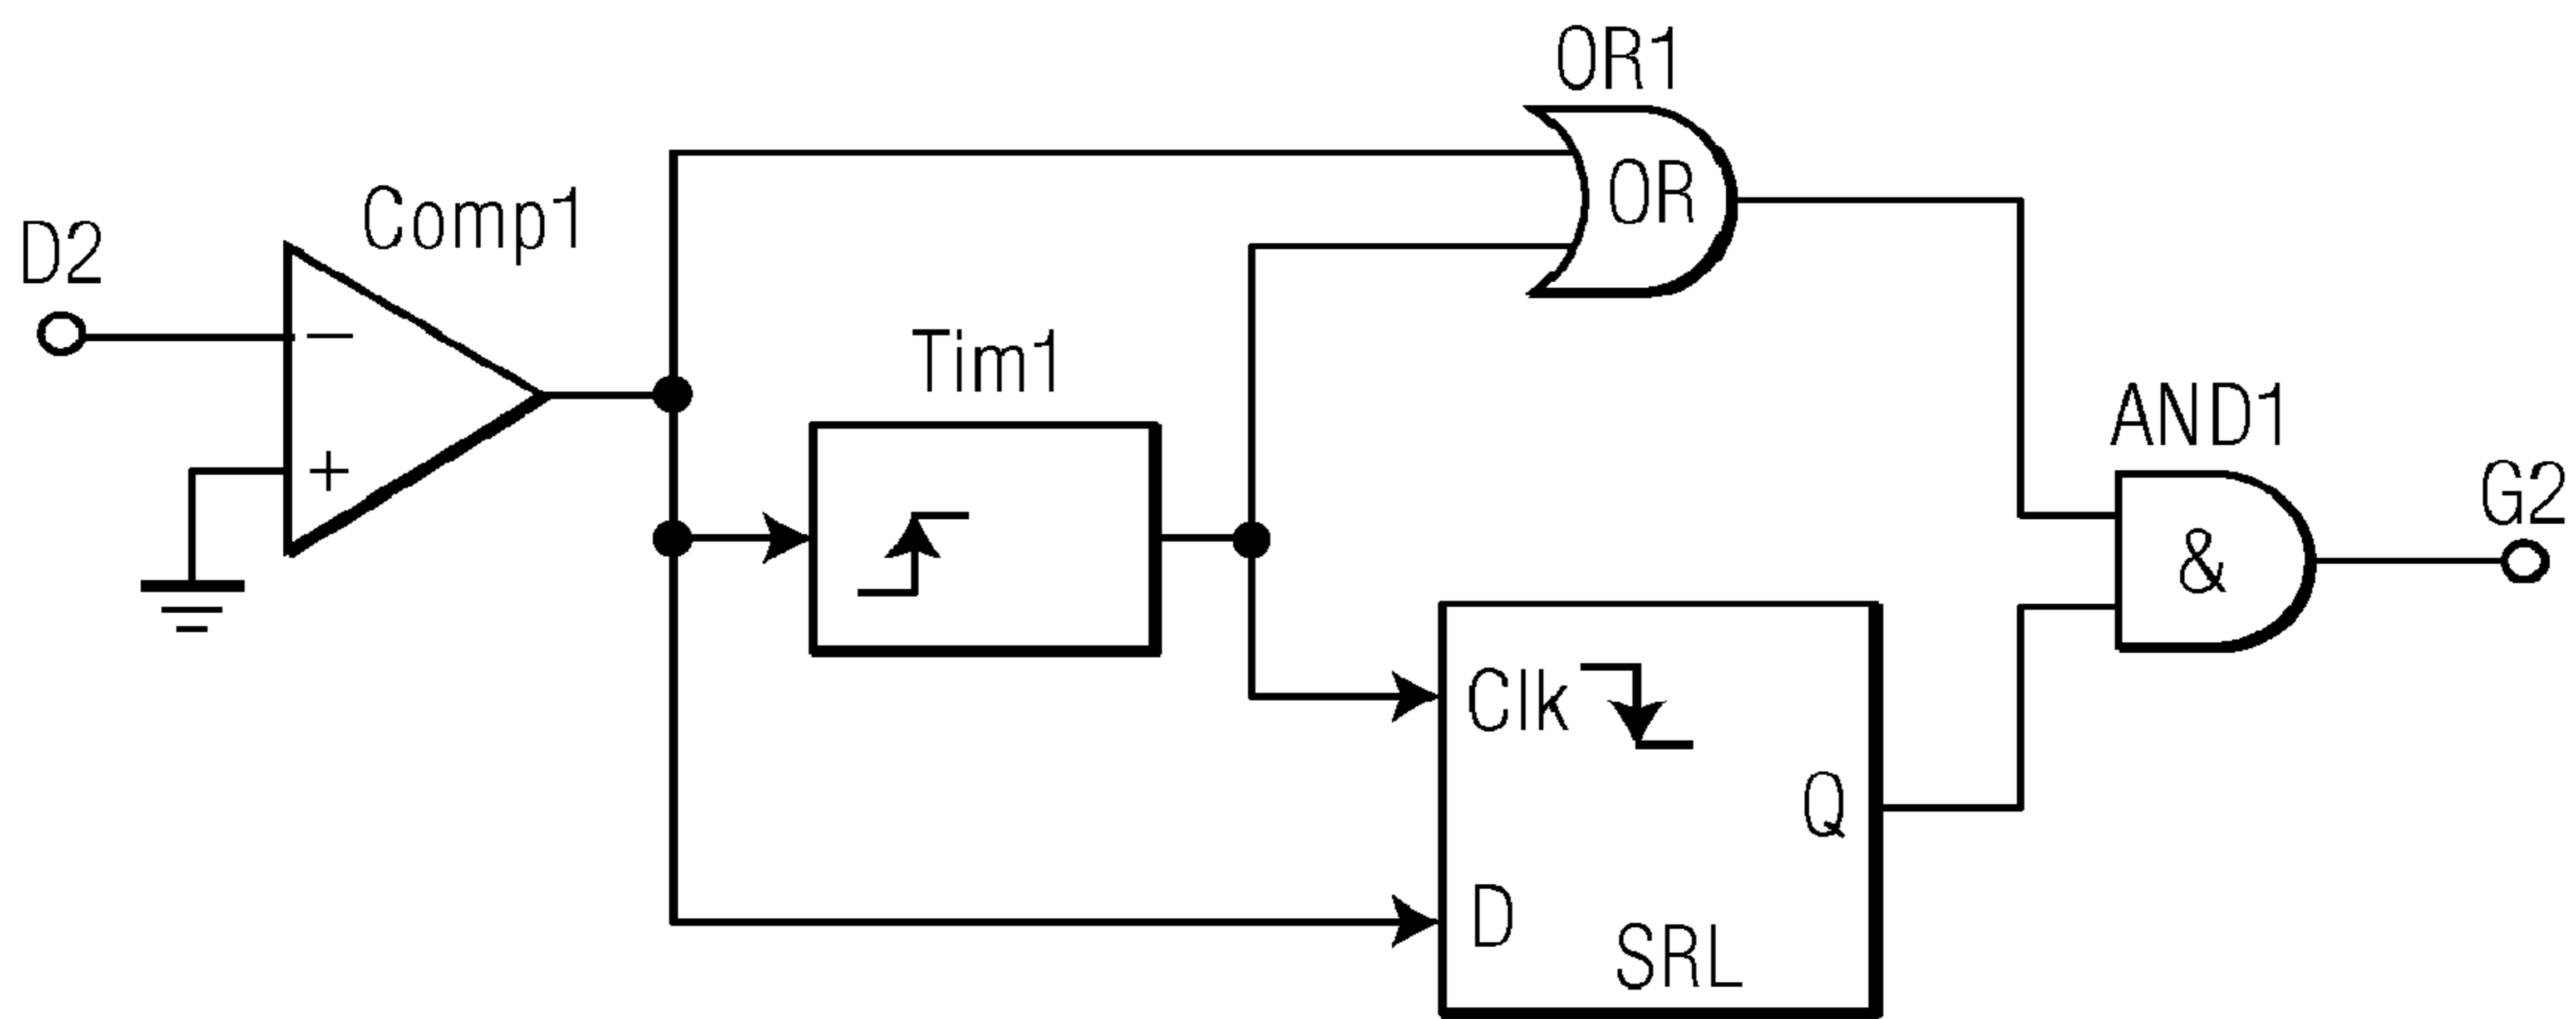 OR1
OR
Comp1
D2
−
+
Tim1
AND1
G2
&
Clk
Q
D
SRL